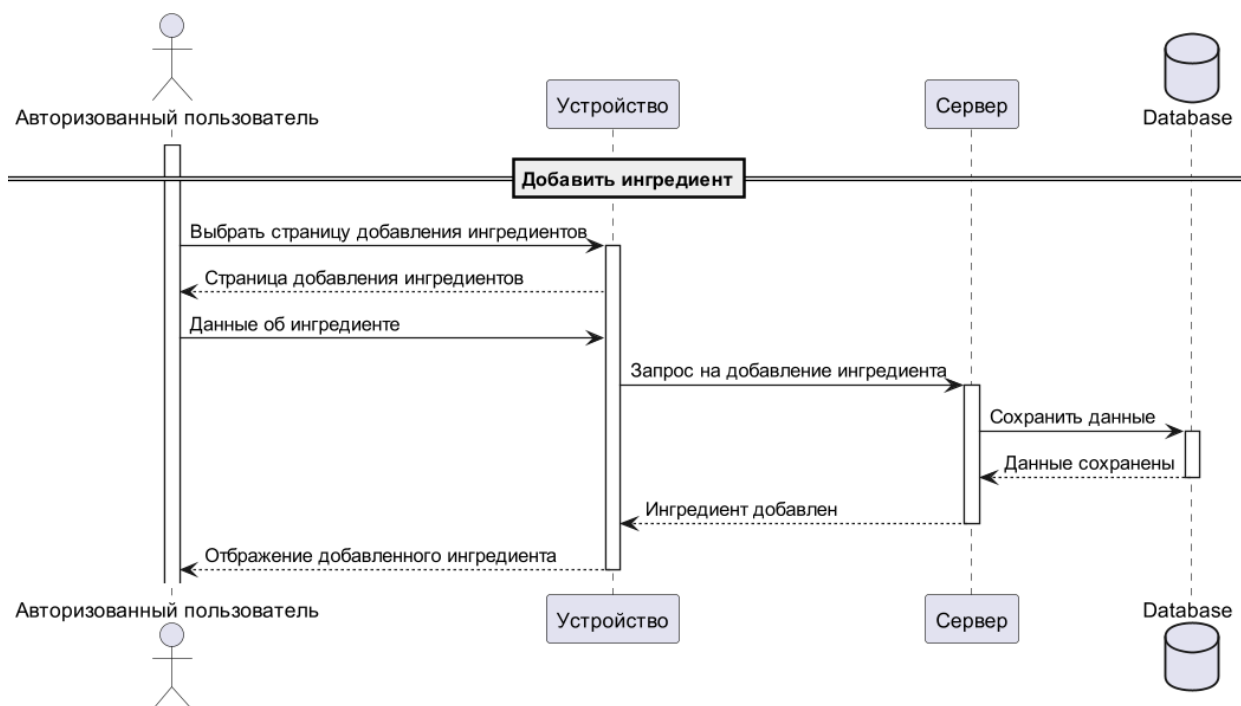 Авторизованный пользователь
Устройство
Сервер
Database
Добавить ингредиент
Выбрать страницу добавления ингредиентов
Страница добавления ингредиентов
Данные об ингредиенте
Запрос на добавление ингредиента
Сохранить данные
Данные сохранены
Ингредиент добавлен
Отбражение добавленного ингредиента
Авторизованный пользователь
Устройство
Сервер
Database